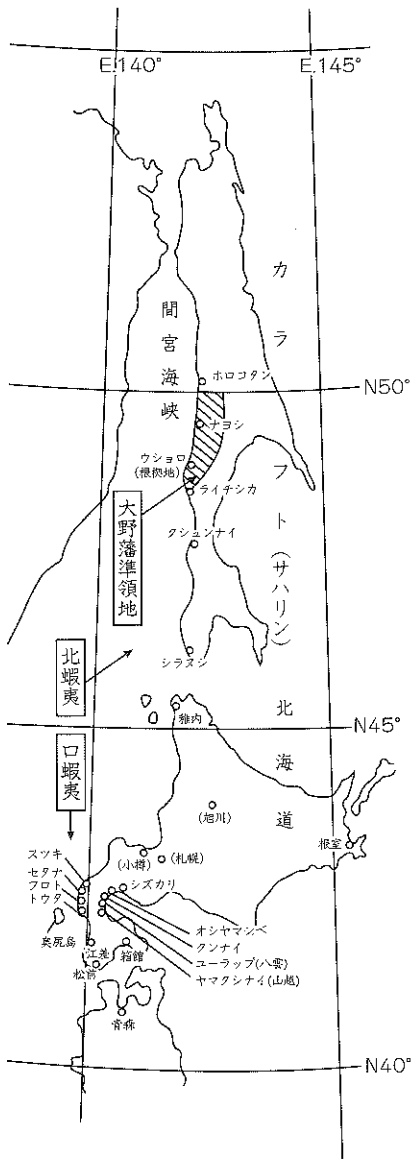 E.140°
E.145°
カラフト(サハリン)
間宮海峡
ホロコタン
N50°
ナヨシ
ウショロ
(根拠地)
ライチシカ
大野藩準領地
クシュンナイ
シラヌシ
北蝦夷
稚内
N45°
北海道
口蝦夷
(旭川)
根室
(小樽)
(札幌)
スツキ
セタナ
フロト
トウタ
シズカリ
奥尻島
オシヤマンベ
クンナイ
ユーラップ(八雲)
ヤマクシナイ(山越)
江差
箱館
松前
青森
N40°